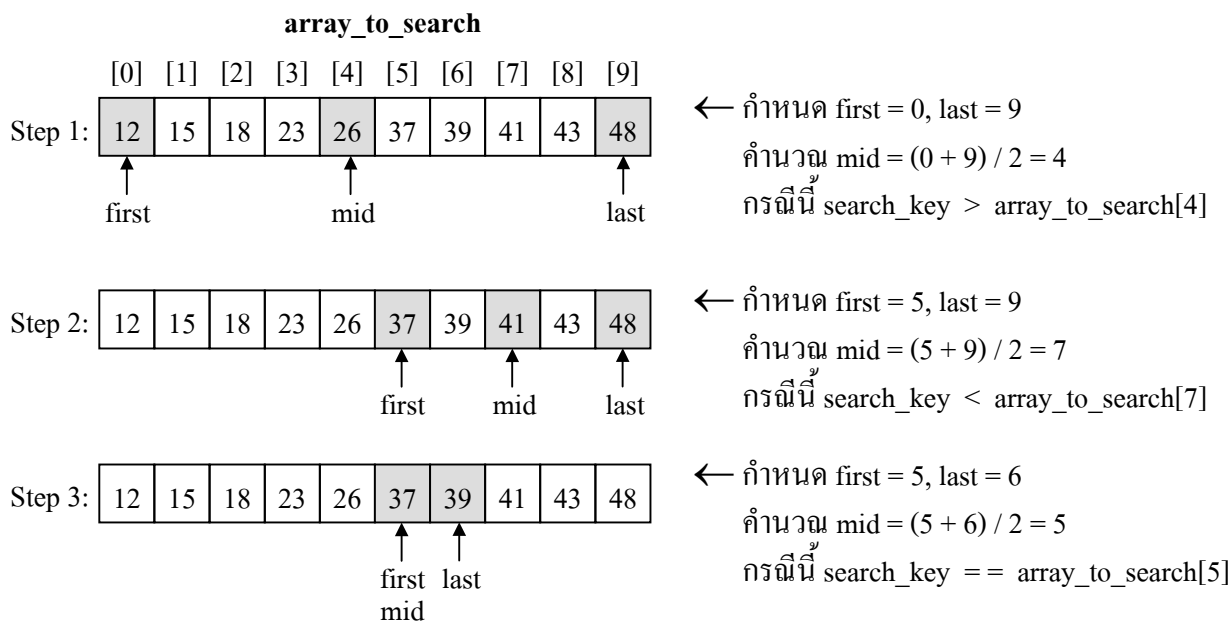 array_to_search
[0] [1] [2] [3] [4] [5] [6] [7] [8] [9]
Step 1: 12 15 18 23 26 37 39 41 43 48
first mid last
← กำหนด first = 0, last = 9
คำนวณ mid = (0 + 9) / 2 = 4
กรณีนี้ search_key > array_to_search[4]
Step 2: 12 15 18 23 26 37 39 41 43 48
first mid last
← กำหนด first = 5, last = 9
คำนวณ mid = (5 + 9) / 2 = 7
กรณีนี้ search_key < array_to_search[7]
Step 3: 12 15 18 23 26 37 39 41 43 48
first last
mid
← กำหนด first = 5, last = 6
คำนวณ mid = (5 + 6) / 2 = 5
กรณีนี้ search_key = = array_to_search[5]